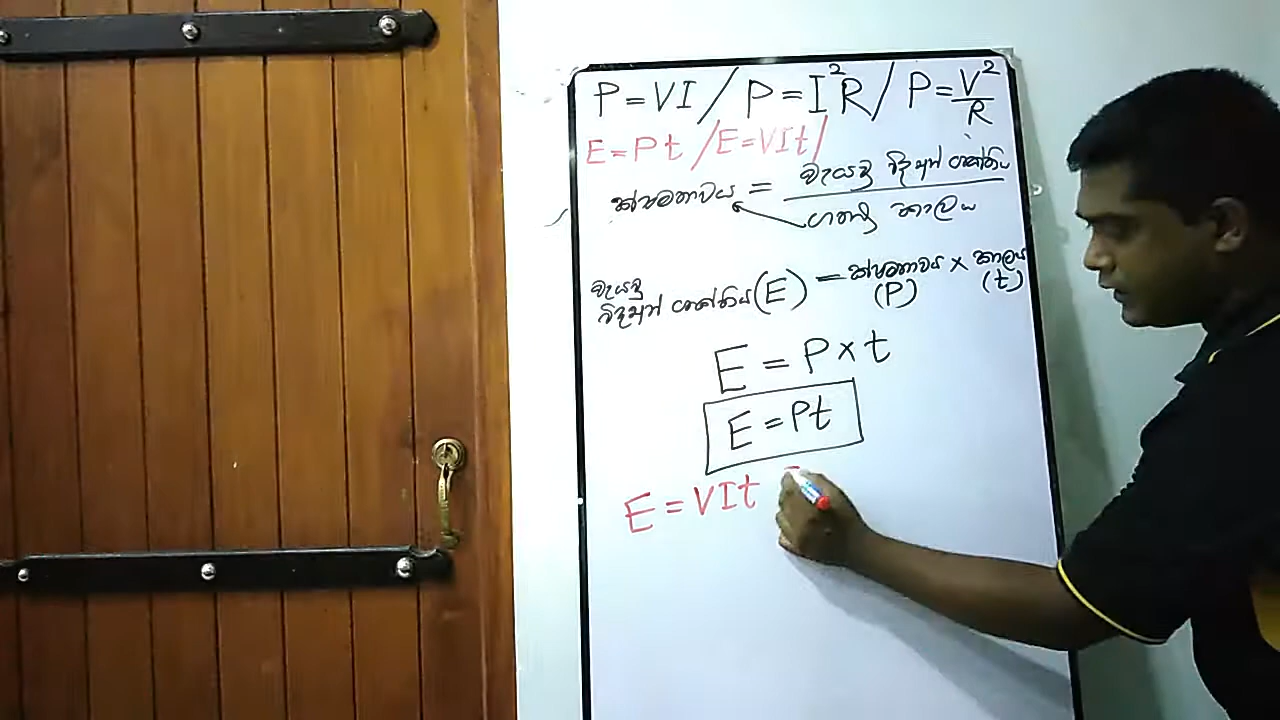 P = VI / P = I²R / P = V²/R
E = Pt / E = VIt /
ක්ෂමතාවය = වැයවූ විද්‍යුත් ශක්තිය
ගතවූ කාලය
වැයවූ
විද්‍යුත් ශක්තිය (E) = ක්ෂමතාවය × කාලය
(P) (t)
E = P × t
E = Pt
E = VIt